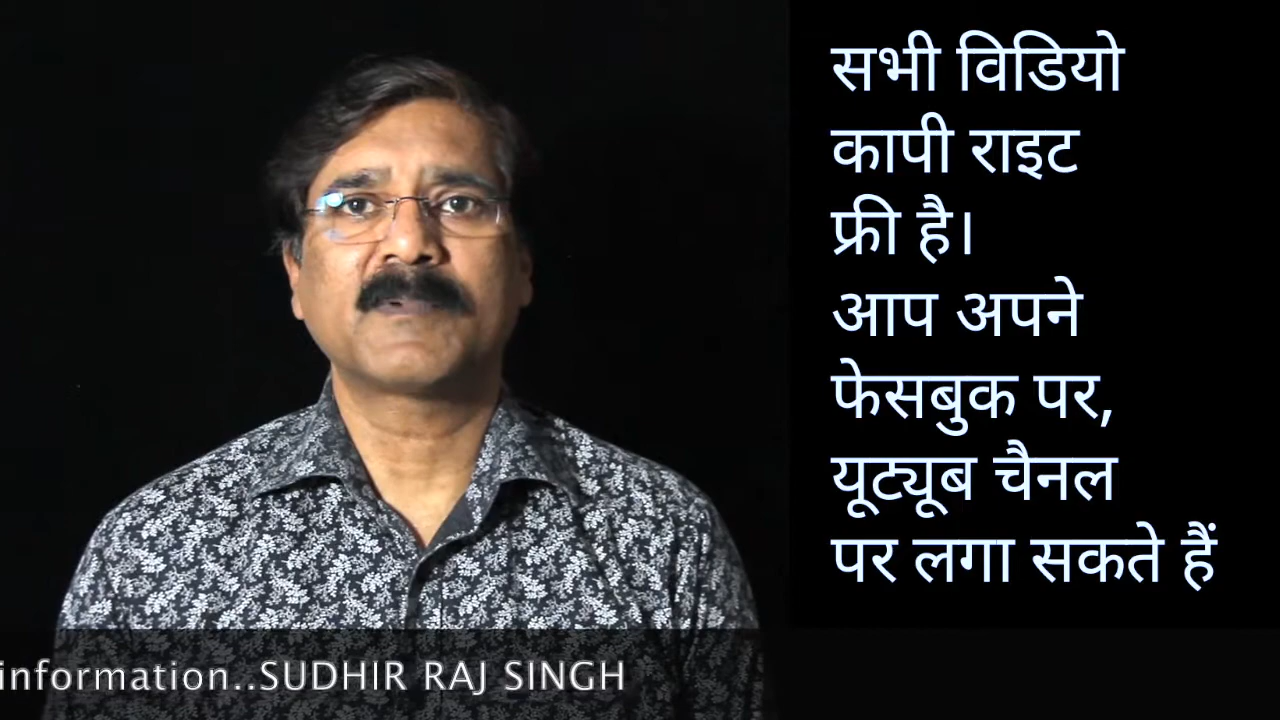 सभी विडियो
कापी राइट
फ्री है।
आप अपने
फेसबुक पर,
यूट्यूब चैनल
पर लगा सकते हैं
information..SUDHIR RAJ SINGH